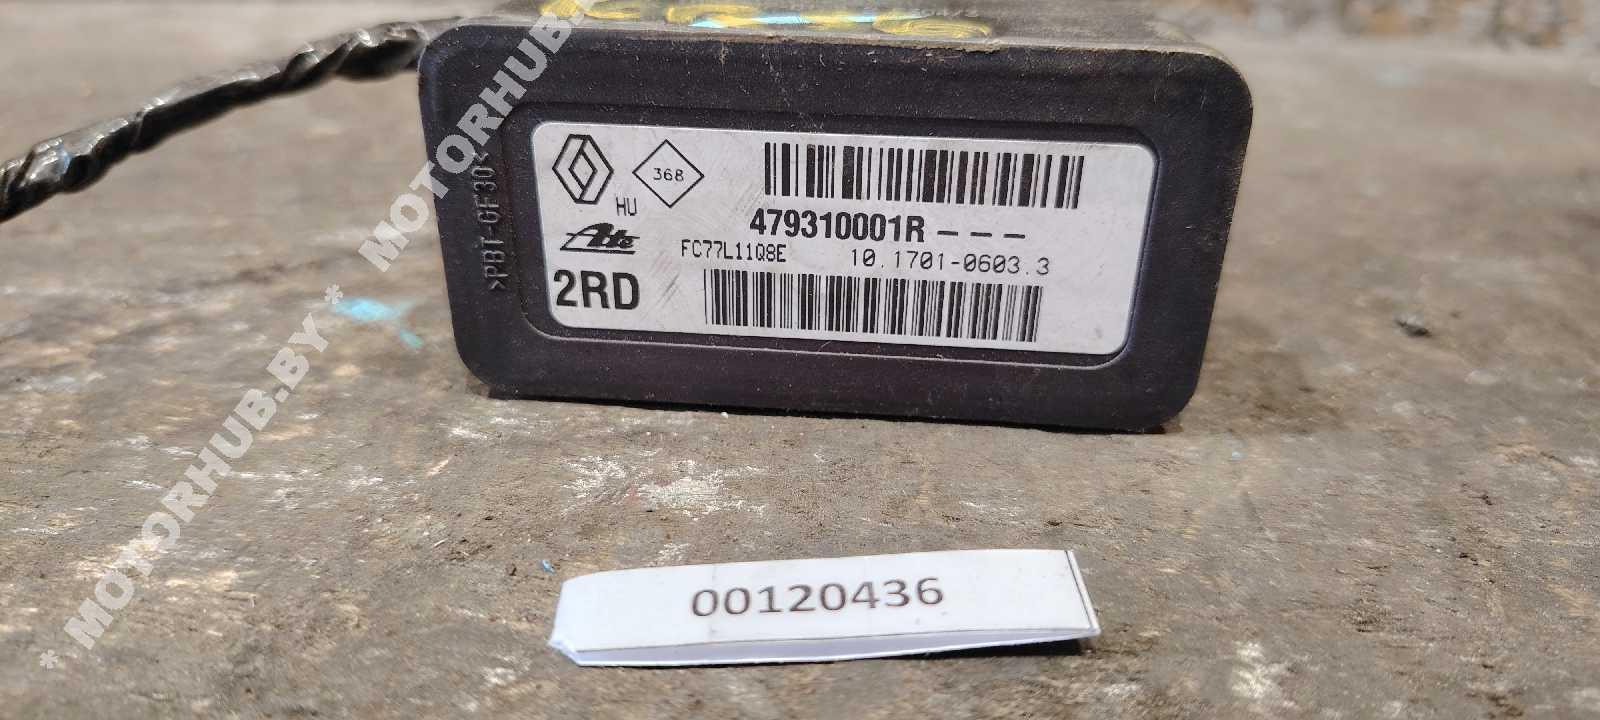 368
HU
479310001R – – –
Ate
FC77L11Q8E 10.1701-0603.3
2RD
>PBT-GF30<
00120436
* MOTORHUB.BY * MOTORHUB.BY